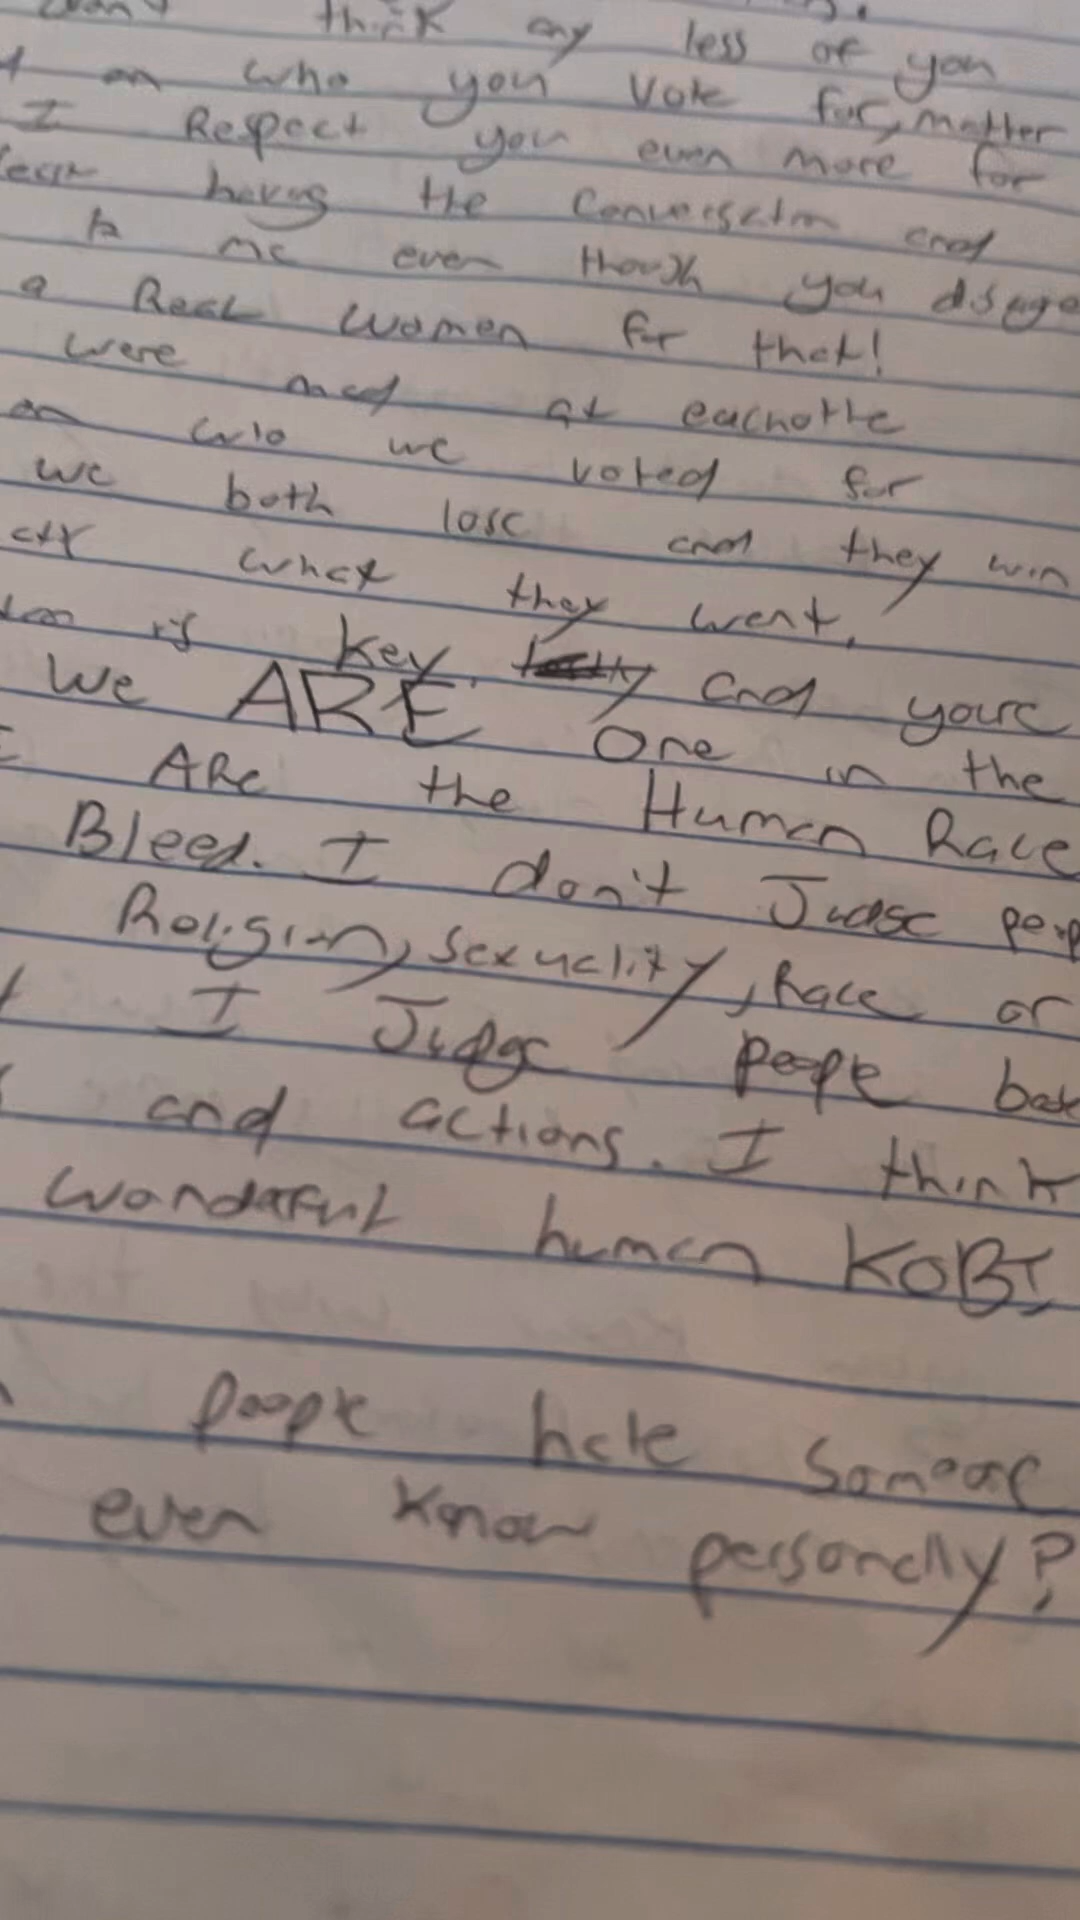 think any less of you
on who you Vote for, matter
I Respect you even more for
having the Conversation and
to me even though you disagre
a Real Women for that!
were mad at eachothe
on who we voted for
we both lose and they win
what they want.
is key. and youre
We ARE One in the
ARE the Human Race
Bleed. I don't Judge peop
Religion, sexuality, Race or
I Judge people base
and actions. I think
wonderful human KOBI
people hate someone
even know personally?